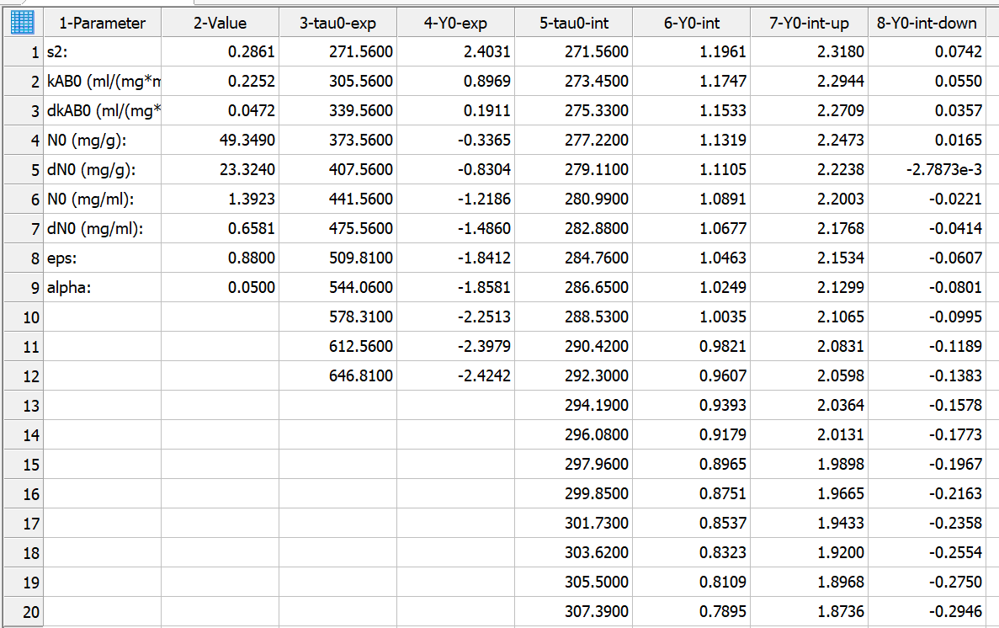 1-Parameter 2-Value 3-tau0-exp 4-Y0-exp 5-tau0-int 6-Y0-int 7-Y0-int-up 8-Y0-int-down
1 s2: 0.2861 271.5600 2.4031 271.5600 1.1961 2.3180 0.0742
2 kAB0 (ml/(mg*m 0.2252 305.5600 0.8969 273.4500 1.1747 2.2944 0.0550
3 dkAB0 (ml/(mg* 0.0472 339.5600 0.1911 275.3300 1.1533 2.2709 0.0357
4 N0 (mg/g): 49.3490 373.5600 -0.3365 277.2200 1.1319 2.2473 0.0165
5 dN0 (mg/g): 23.3240 407.5600 -0.8304 279.1100 1.1105 2.2238 -2.7873e-3
6 N0 (mg/ml): 1.3923 441.5600 -1.2186 280.9900 1.0891 2.2003 -0.0221
7 dN0 (mg/ml): 0.6581 475.5600 -1.4860 282.8800 1.0677 2.1768 -0.0414
8 eps: 0.8800 509.8100 -1.8412 284.7600 1.0463 2.1534 -0.0607
9 alpha: 0.0500 544.0600 -1.8581 286.6500 1.0249 2.1299 -0.0801
10 578.3100 -2.2513 288.5300 1.0035 2.1065 -0.0995
11 612.5600 -2.3979 290.4200 0.9821 2.0831 -0.1189
12 646.8100 -2.4242 292.3000 0.9607 2.0598 -0.1383
13 294.1900 0.9393 2.0364 -0.1578
14 296.0800 0.9179 2.0131 -0.1773
15 297.9600 0.8965 1.9898 -0.1967
16 299.8500 0.8751 1.9665 -0.2163
17 301.7300 0.8537 1.9433 -0.2358
18 303.6200 0.8323 1.9200 -0.2554
19 305.5000 0.8109 1.8968 -0.2750
20 307.3900 0.7895 1.8736 -0.2946